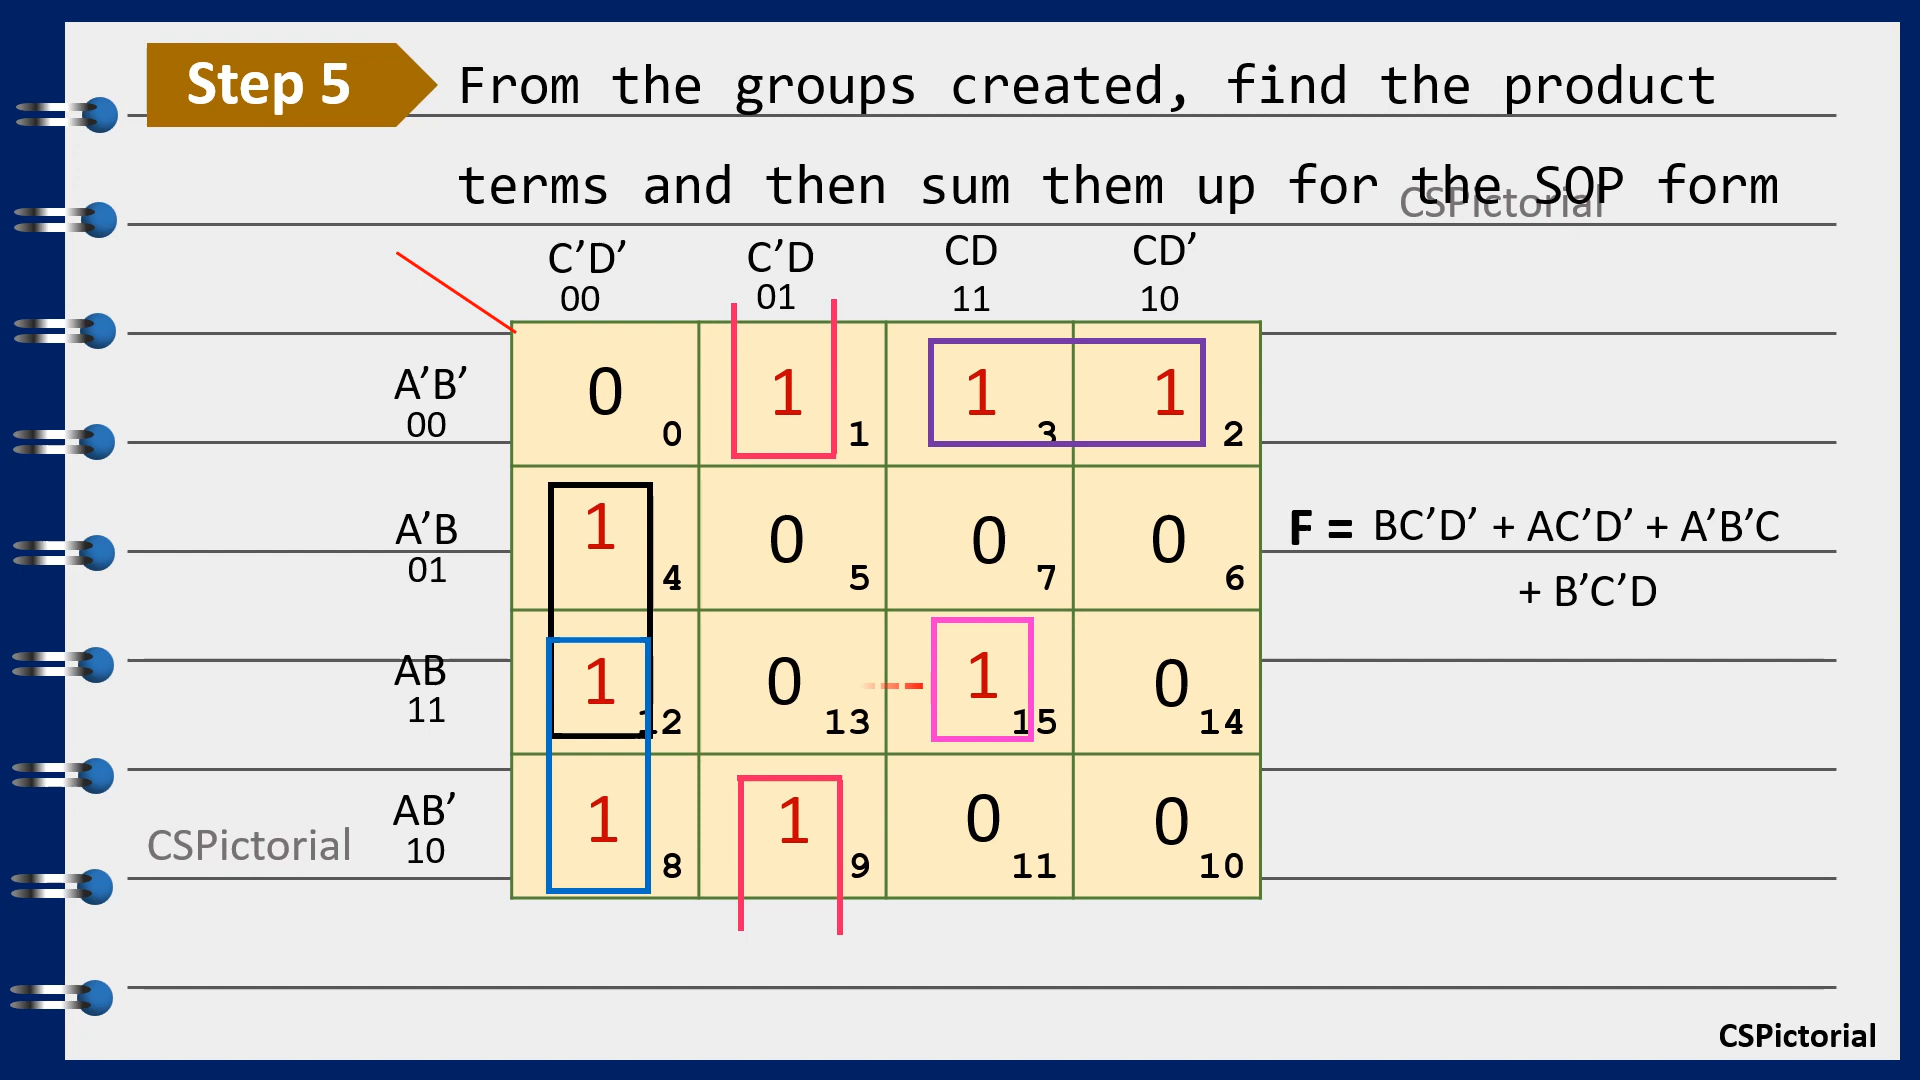 Step 5 From the groups created, find the product
terms and then sum them up for the SOP form
CSPictorial
C’D’ C’D CD CD’
00 01 11 10
A’B’ 0 1 1 1
00 0 1 3 2
A’B 1 0 0 0
01 4 5 7 6
F = BC’D’ + AC’D’ + A’B’C
+ B’C’D
AB 1 0 1 0
11 12 13 15 14
AB’ 1 1 0 0
10 8 9 11 10
CSPictorial
CSPictorial